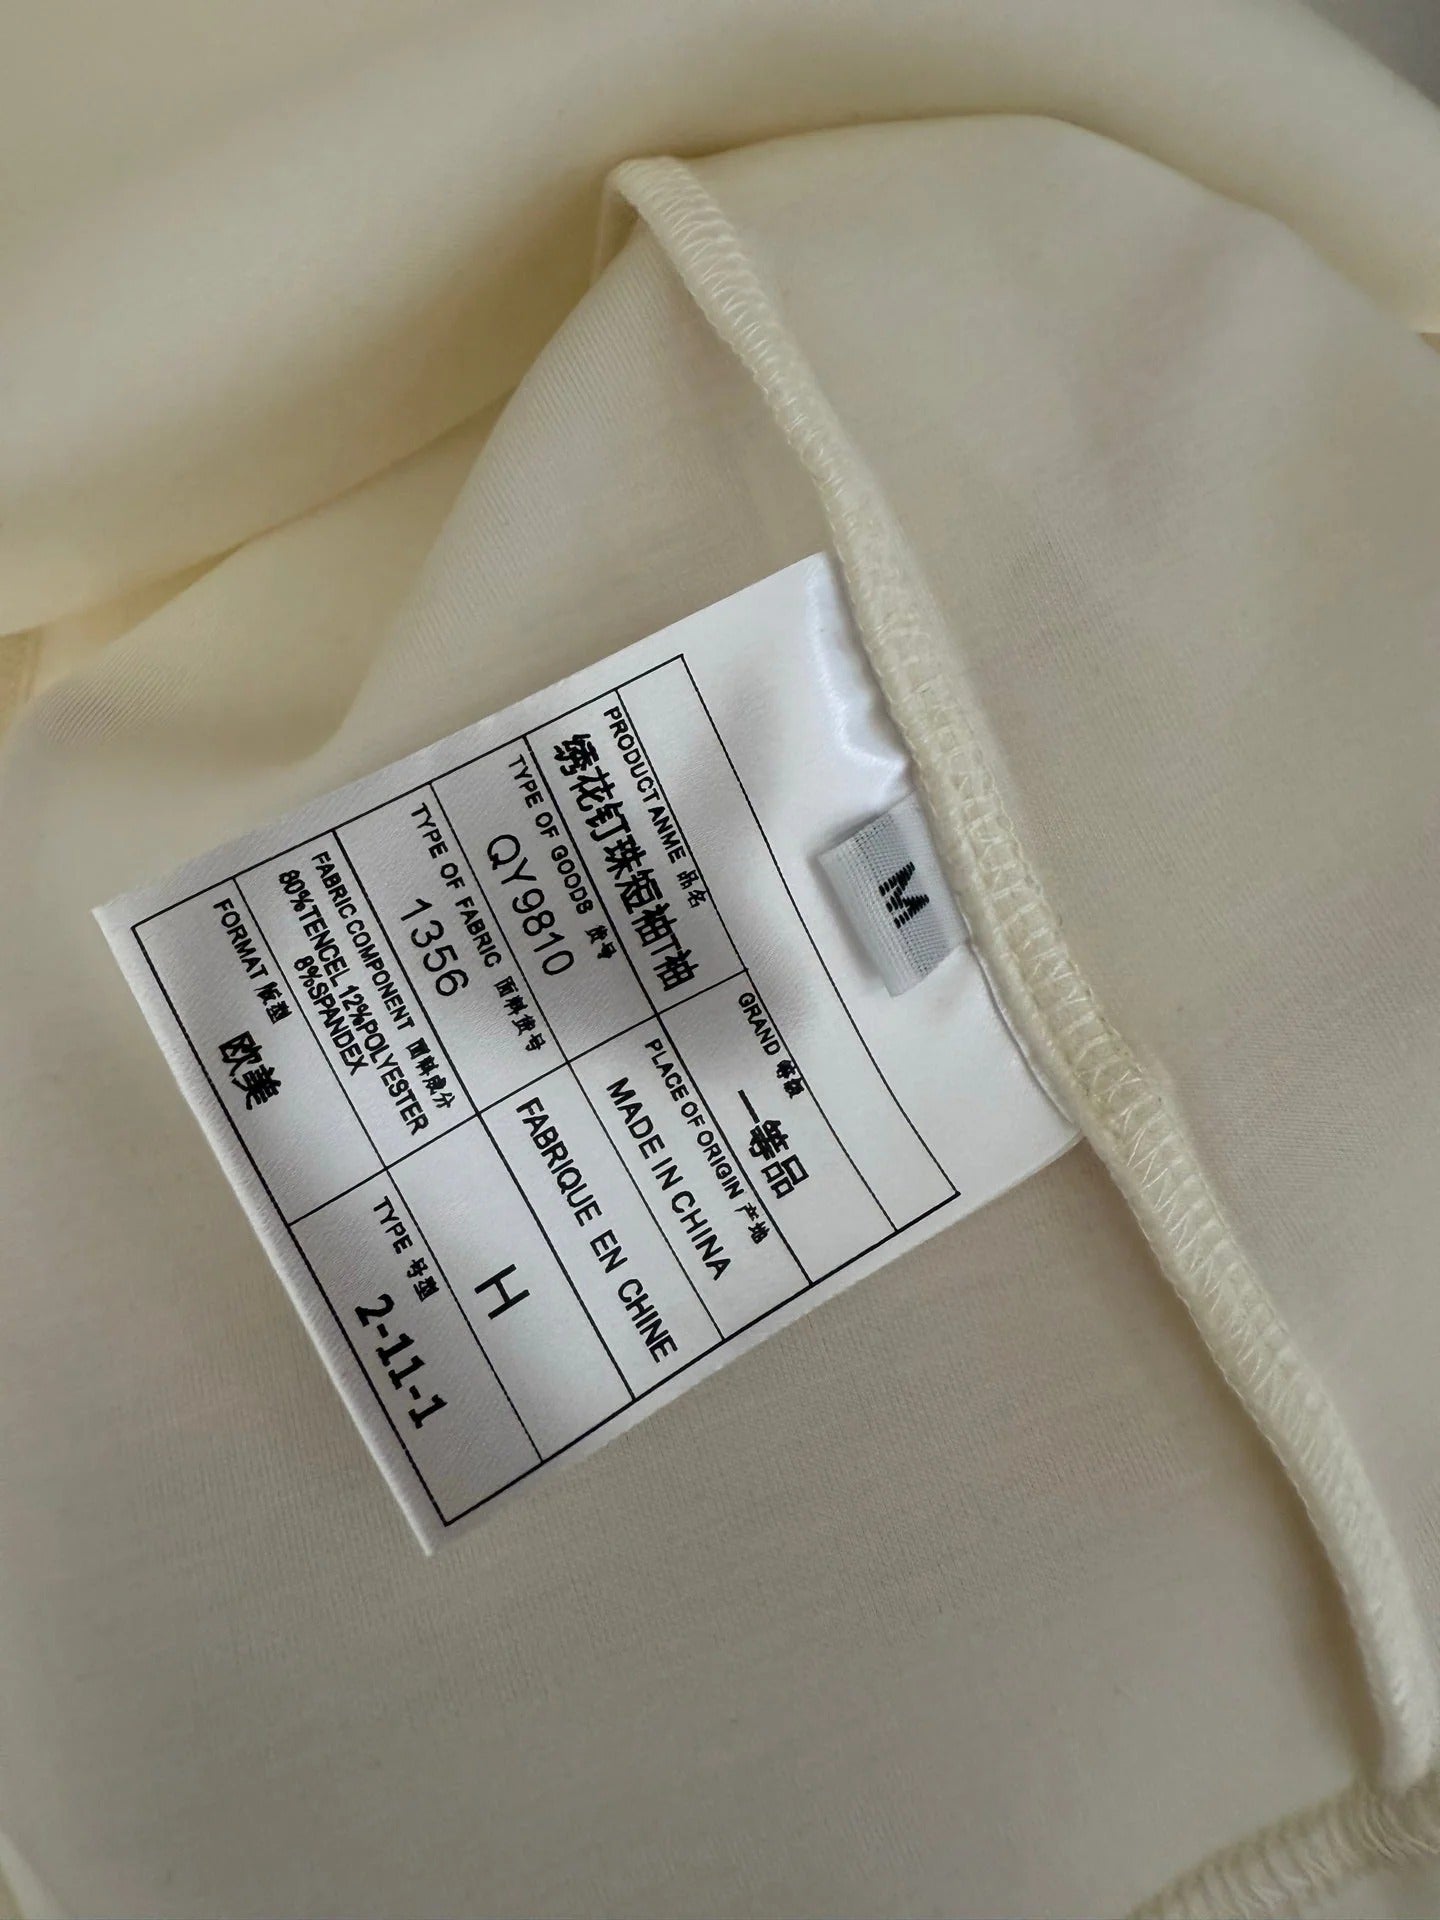 M
PRODUCT ANME 品名
绣花钉珠短袖T袖
GRAND 等级
一等品
TYPE OF GOODS 货号
QY9810
PLACE OF ORIGIN 产地
MADE IN CHINA
TYPE OF FABRIC 面料货号
1356
FABRIQUE EN CHINE
FABRIC COMPONENT 面料成分
80%TENCEL 12%POLYESTER
8%SPANDEX
H
FORMAT 版型
欧美
TYPE 号型
2-11-1